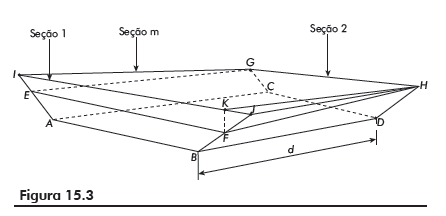 Seção 1
Seção m
Seção 2
I
G
E
C
H
K
J
A
F
D
B
d
Figura 15.3